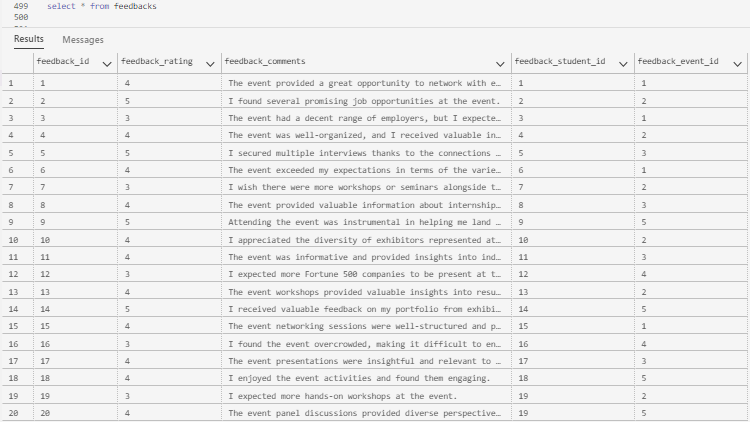 499 select * from feedbacks
500
Results Messages
feedback_id feedback_rating feedback_comments feedback_student_id feedback_event_id
1 1 4 The event provided a great opportunity to network with e… 1 1
2 2 5 I found several promising job opportunities at the event. 2 2
3 3 3 The event had a decent range of employers, but I expecte… 3 1
4 4 4 The event was well-organized, and I received valuable in… 4 2
5 5 5 I secured multiple interviews thanks to the connections … 5 3
6 6 4 The event exceeded my expectations in terms of the varie… 6 1
7 7 3 I wish there were more workshops or seminars alongside t… 7 2
8 8 4 The event provided valuable information about internship… 8 3
9 9 5 Attending the event was instrumental in helping me land … 9 5
10 10 4 I appreciated the diversity of exhibitors represented at… 10 2
11 11 4 The event was informative and provided insights into ind… 11 3
12 12 3 I expected more Fortune 500 companies to be present at t… 12 4
13 13 4 The event workshops provided valuable insights into resu… 13 2
14 14 5 I received valuable feedback on my portfolio from exhibi… 14 5
15 15 4 The event networking sessions were well-structured and p… 15 1
16 16 3 I found the event overcrowded, making it difficult to en… 16 4
17 17 4 The event presentations were insightful and relevant to … 17 3
18 18 4 I enjoyed the event activities and found them engaging. 18 5
19 19 3 I expected more hands-on workshops at the event. 19 2
20 20 4 The event panel discussions provided diverse perspective… 19 5